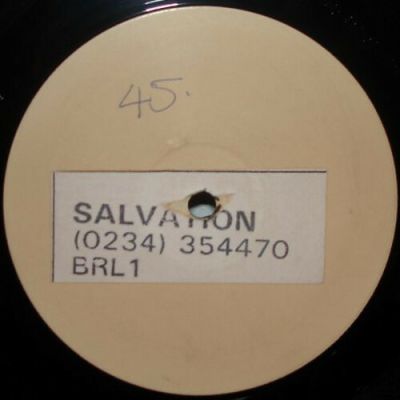 45.
SALVATION
(0234) 354470
BRL1